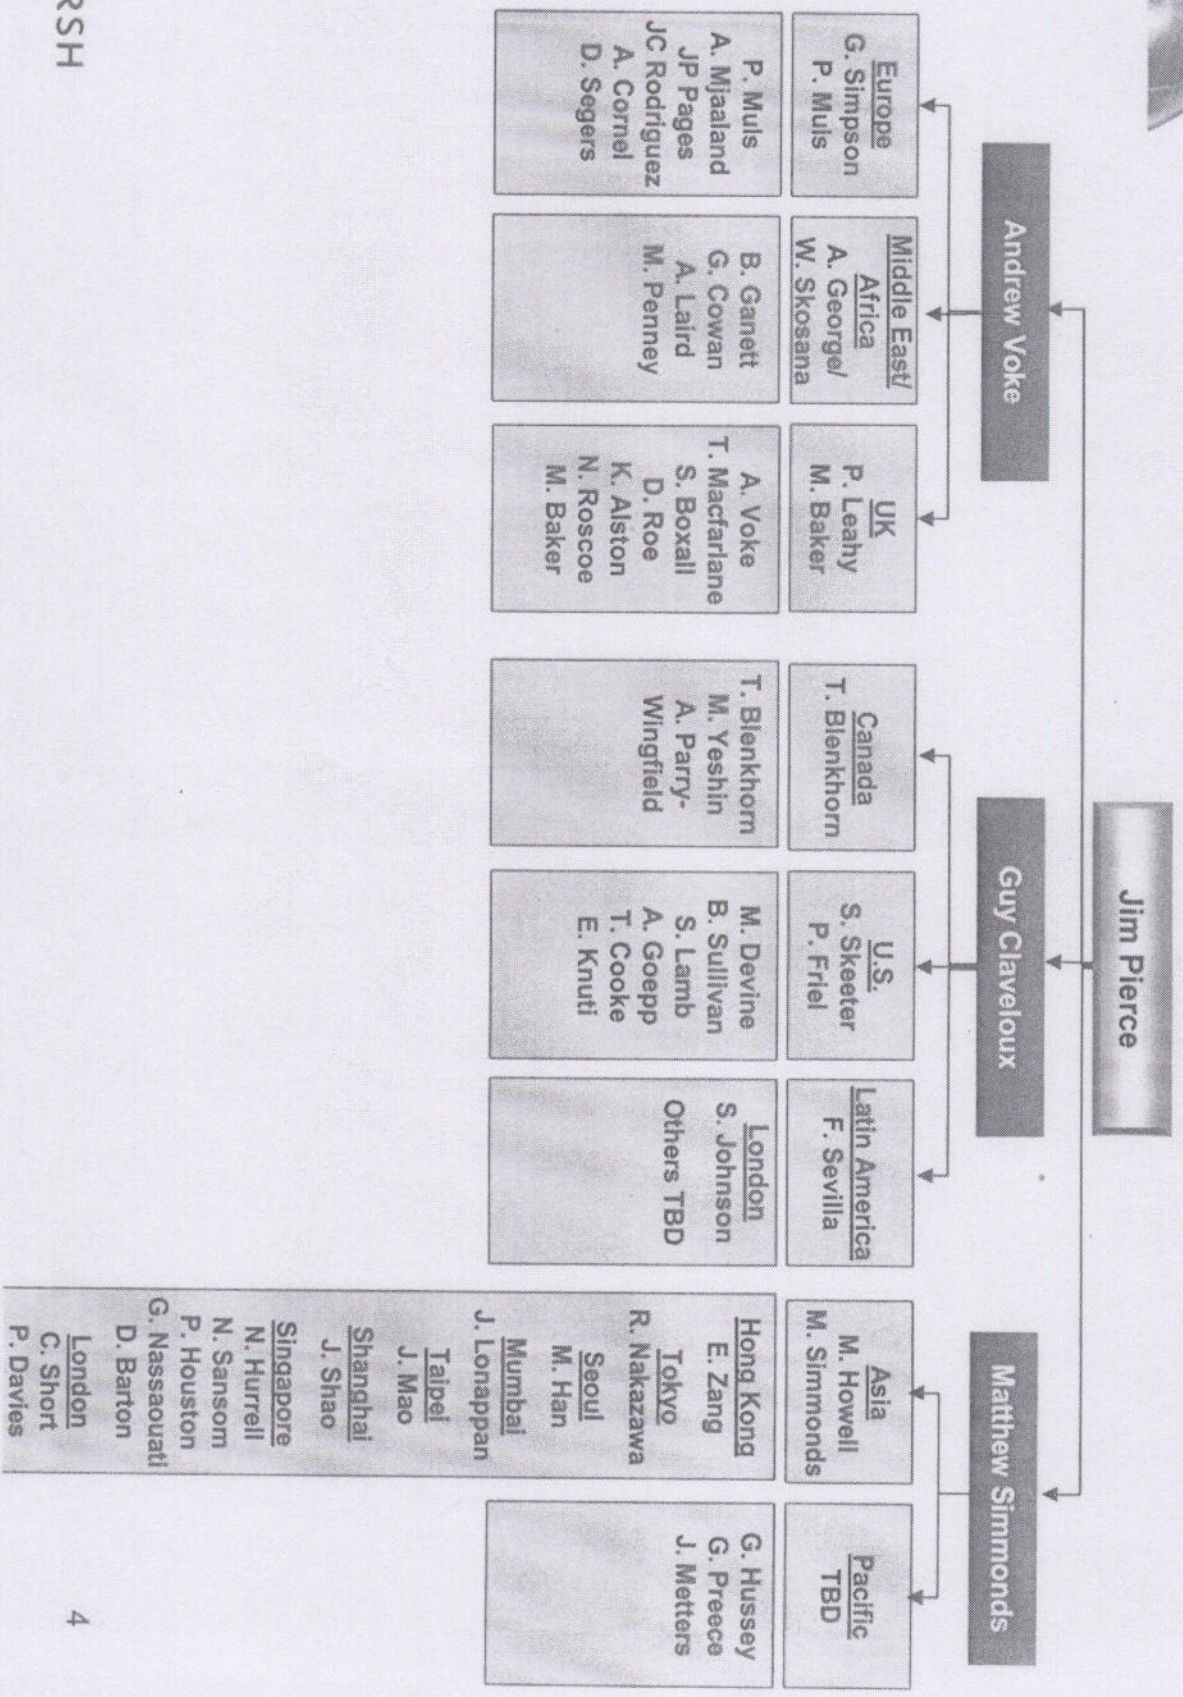 Jim Pierce
Andrew Voke
Guy Claveloux
Matthew Simmonds
Europe
G. Simpson
P. Muls
Middle East/
Africa
A. George/
W. Skosana
UK
P. Leahy
M. Baker
Canada
T. Blenkhorn
U.S.
S. Skeeter
P. Friel
Latin America
F. Sevilla
Asia
M. Howell
M. Simmonds
Pacific
TBD
P. Muls
A. Mjaaland
JP Pages
JC Rodriguez
A. Cornel
D. Segers
B. Ganett
G. Cowan
A. Laird
M. Penney
A. Voke
T. Macfarlane
S. Boxall
D. Roe
K. Alston
N. Roscoe
M. Baker
T. Blenkhorn
M. Yeshin
A. Parry-
Wingfield
M. Devine
B. Sullivan
S. Lamb
A. Goepp
T. Cooke
E. Knuti
London
S. Johnson
Others TBD
Hong Kong
E. Zang
Tokyo
R. Nakazawa
Seoul
M. Han
Mumbai
J. Lonappan
Taipei
J. Mao
Shanghai
J. Shao
Singapore
N. Hurrell
N. Sansom
P. Houston
G. Nassaouati
D. Barton
London
C. Short
P. Davies
G. Hussey
G. Preece
J. Metters
RSH
4